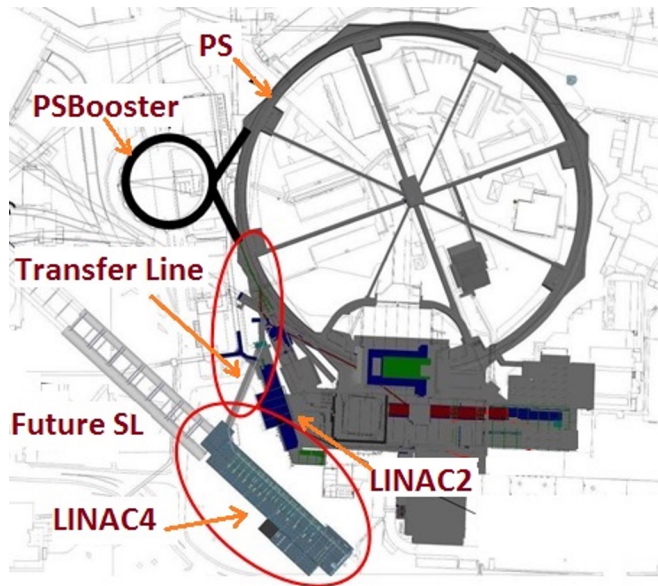 PS
PSBooster
Transfer Line
Future SL
LINAC2
LINAC4